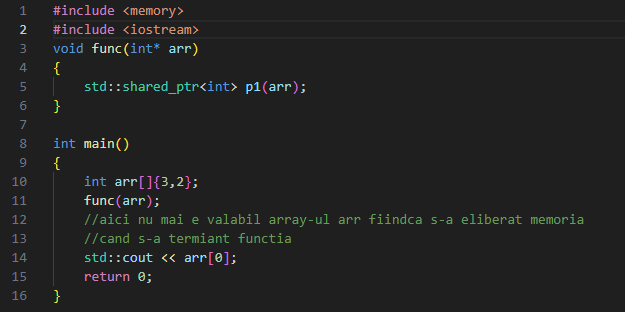 1 #include <memory>
2 #include <iostream>
3 void func(int* arr)
4 {
5 std::shared_ptr<int> p1(arr);
6 }
7
8 int main()
9 {
10 int arr[]{3,2};
11 func(arr);
12 //aici nu mai e valabil array-ul arr fiindca s-a eliberat memoria
13 //cand s-a termiant functia
14 std::cout << arr[0];
15 return 0;
16 }